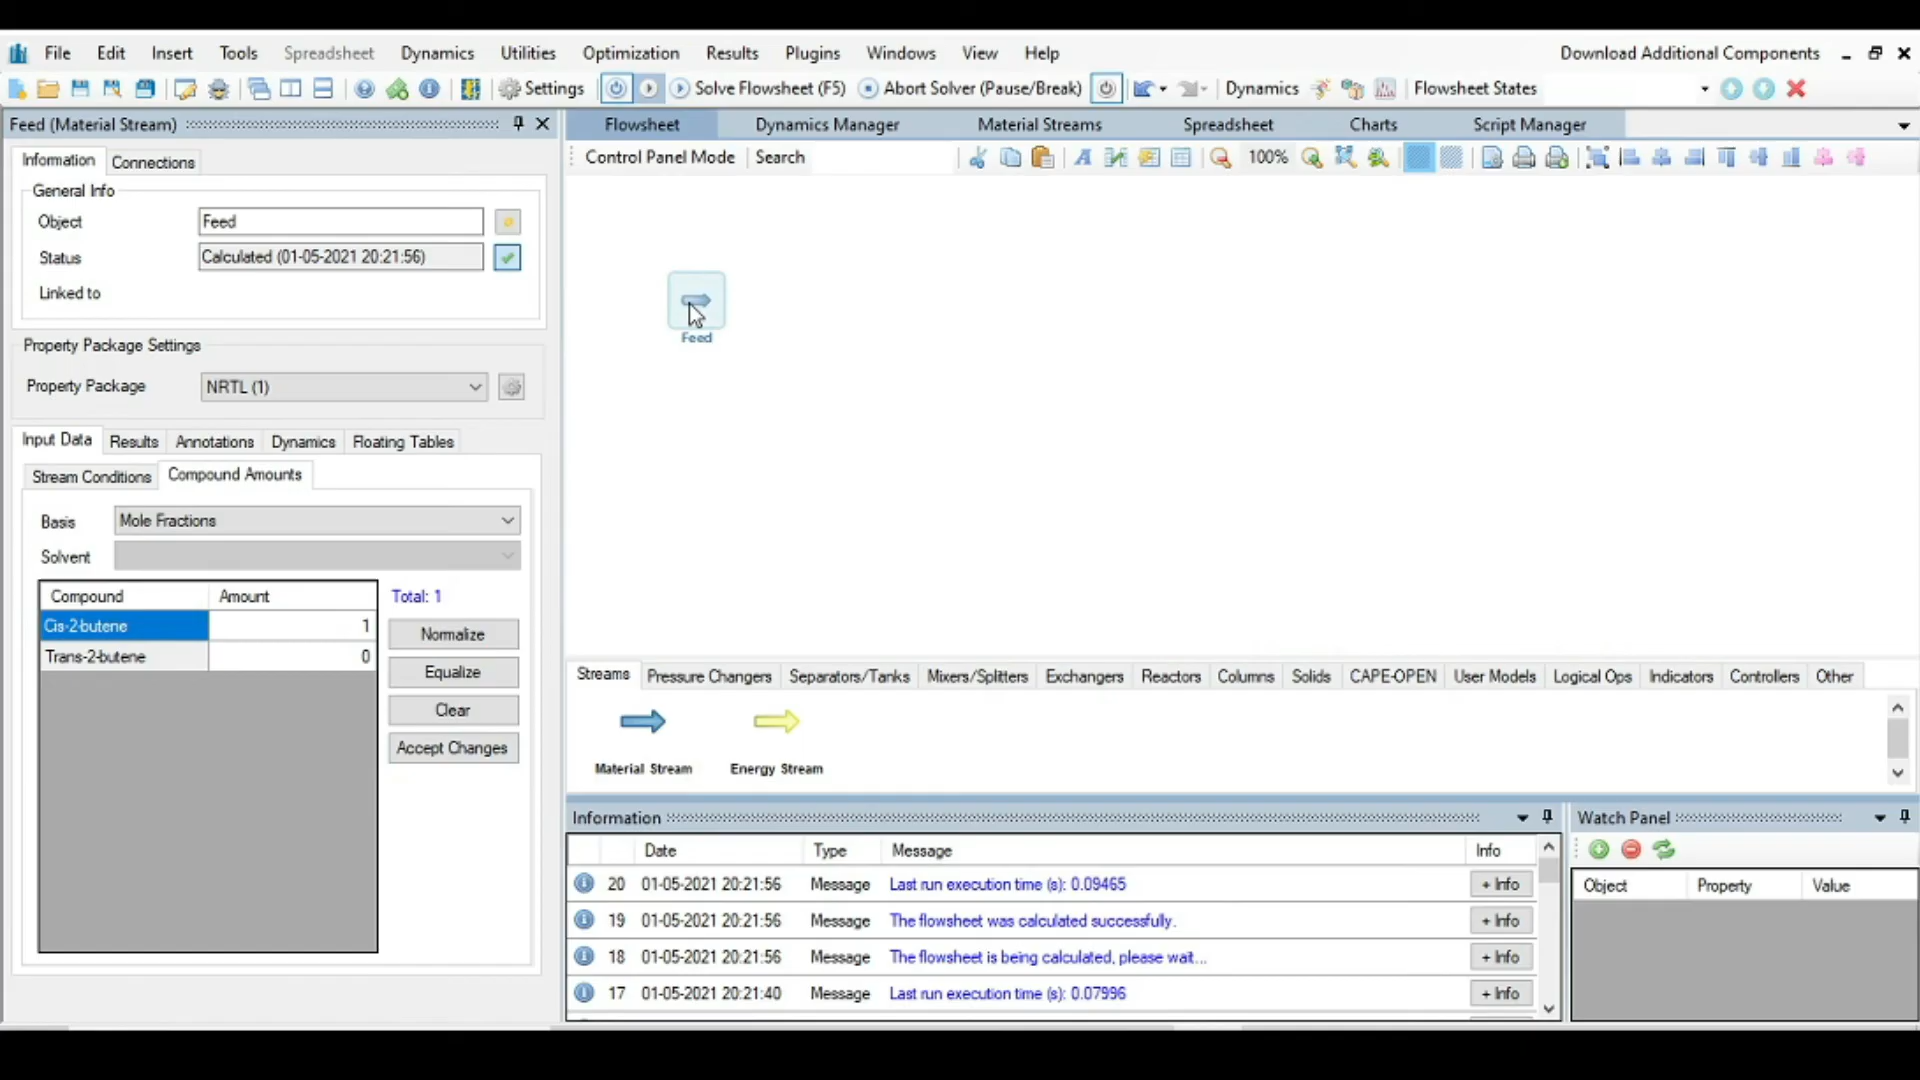 File Edit Insert Tools Spreadsheet Dynamics Utilities Optimization Results Plugins Windows View Help Download Additional Components
Settings Solve Flowsheet (F5) Abort Solver (Pause/Break) Dynamics Flowsheet States
Feed (Material Stream)
Information Connections
General Info
Object Feed
Status Calculated (01-05-2021 20:21:56)
Linked to
Property Package Settings
Property Package NRTL (1)
Input Data Results Annotations Dynamics Floating Tables
Stream Conditions Compound Amounts
Basis Mole Fractions
Solvent
Compound Amount
Cis-2-butene 1
Trans-2-butene 0
Total: 1
Normalize
Equalize
Clear
Accept Changes
Flowsheet Dynamics Manager Material Streams Spreadsheet Charts Script Manager
Control Panel Mode Search 100%
Feed
Streams Pressure Changers Separators/Tanks Mixers/Splitters Exchangers Reactors Columns Solids CAPE-OPEN User Models Logical Ops Indicators Controllers Other
Material Stream Energy Stream
Information
Date Type Message Info
20 01-05-2021 20:21:56 Message Last run execution time (s): 0.09465 + Info
19 01-05-2021 20:21:56 Message The flowsheet was calculated successfully. + Info
18 01-05-2021 20:21:56 Message The flowsheet is being calculated, please wait... + Info
17 01-05-2021 20:21:40 Message Last run execution time (s): 0.07996 + Info
Watch Panel
Object Property Value